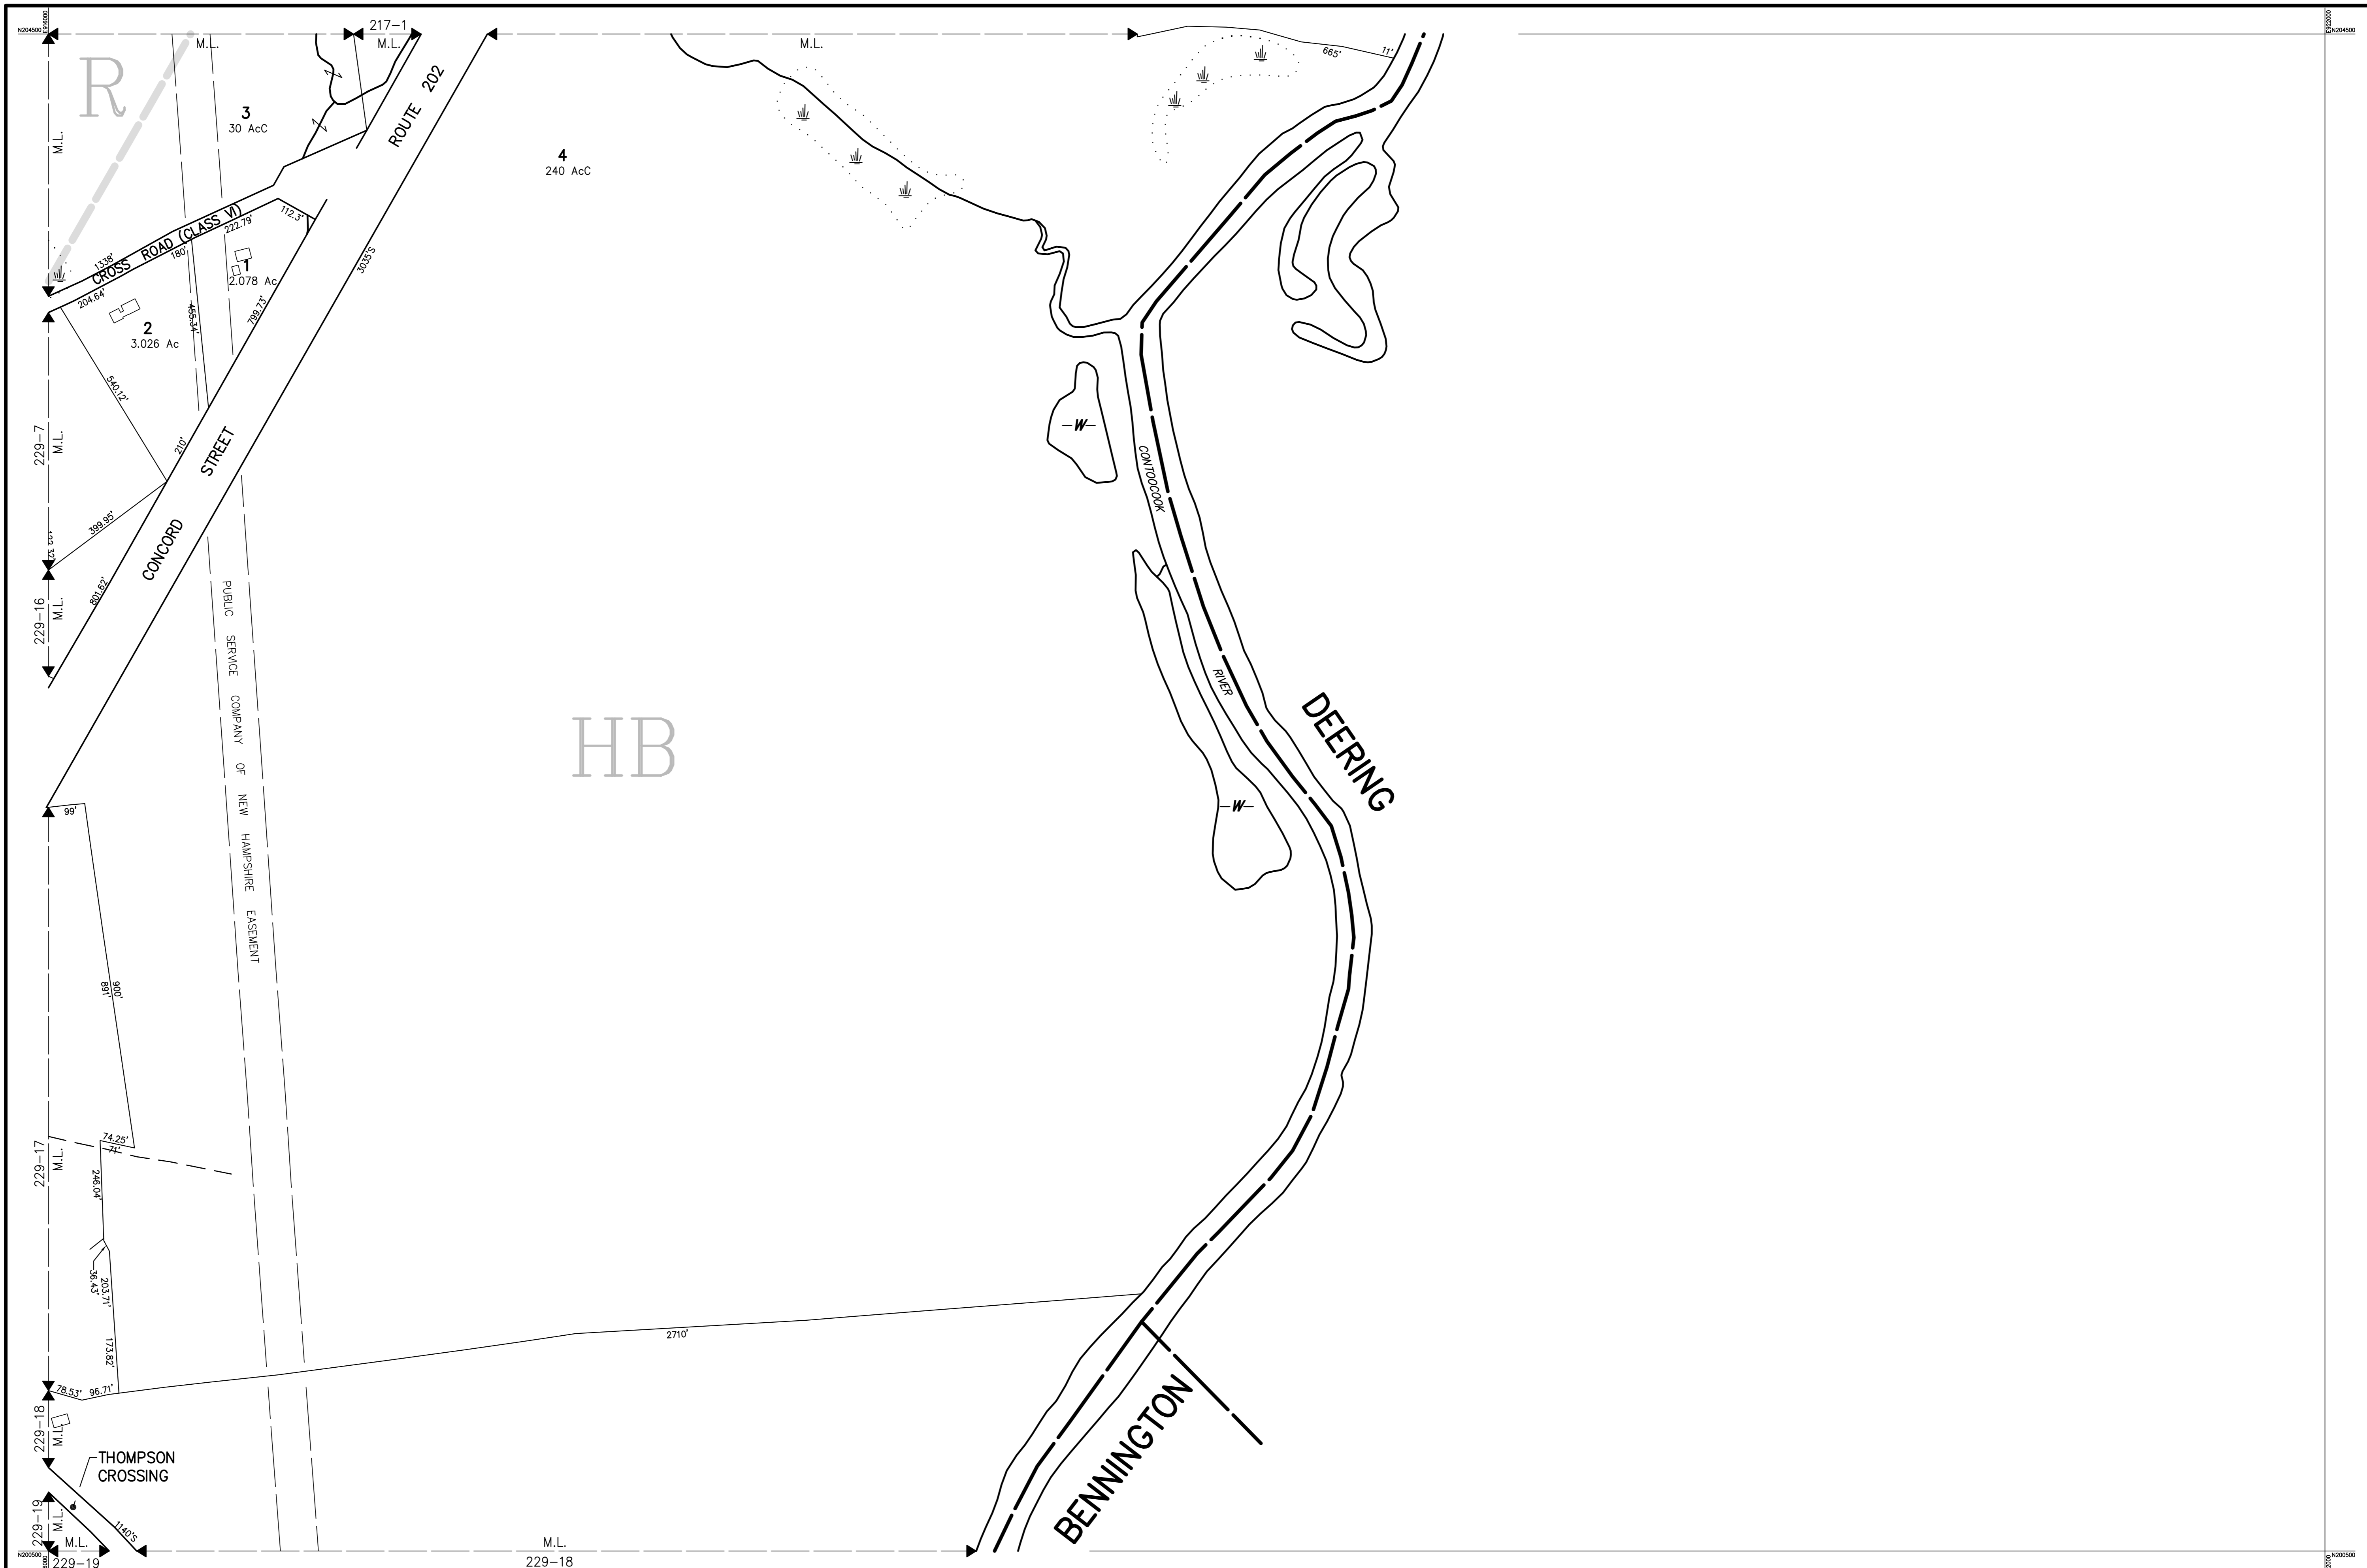 N204500
E916000
217-1
M.L.
M.L.
M.L.
665'
11'
E922000
N204500
R
M.L.
3
30 AcC
ROUTE 202
4
240 AcC
CROSS ROAD (CLASS VI)
1338'
180'
222.79'
112.3'
204.64'
1
2.078 Ac
2
3.026 Ac
455.34'
799.73'
3035'S
540.12'
210'
229-7
M.L.
CONCORD STREET
399.95'
801.62'
229-16
M.L.
PUBLIC SERVICE COMPANY OF NEW HAMPSHIRE EASEMENT
-W-
CONTOOCOOK
RIVER
DEERING
HB
-W-
99'
900'
891'
229-17
M.L.
74.25'
71'
246.04'
36.43'
203.71'
173.82'
2710'
78.53'
96.71'
229-18
M.L.
THOMPSON
CROSSING
BENNINGTON
229-19
M.L.
1140'S
N200500
M.L.
229-19
M.L.
229-18
N200500